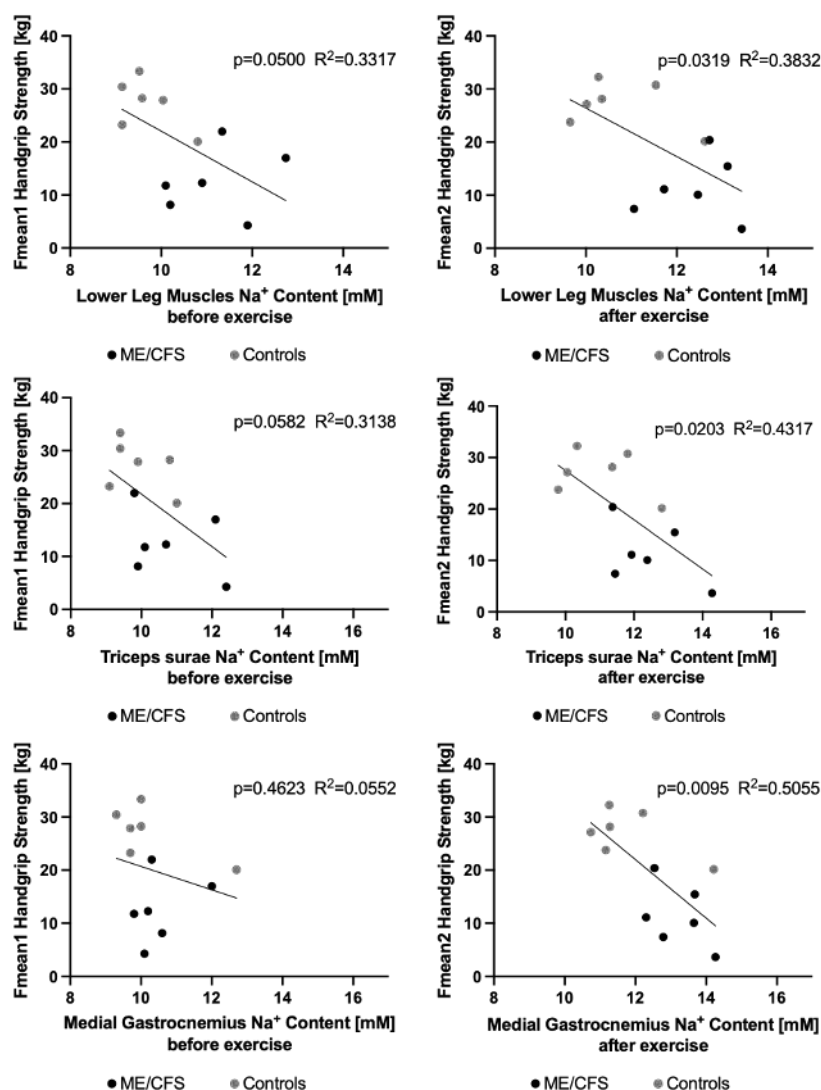 Fmean1 Handgrip Strength [kg]
40
30
20
10
0
p=0.0500 R²=0.3317
8 10 12 14
Lower Leg Muscles Na⁺ Content [mM]
before exercise
ME/CFS Controls
Fmean2 Handgrip Strength [kg]
40
30
20
10
0
p=0.0319 R²=0.3832
8 10 12 14
Lower Leg Muscles Na⁺ Content [mM]
after exercise
ME/CFS Controls
Fmean1 Handgrip Strength [kg]
40
30
20
10
0
p=0.0582 R²=0.3138
8 10 12 14 16
Triceps surae Na⁺ Content [mM]
before exercise
ME/CFS Controls
Fmean2 Handgrip Strength [kg]
40
30
20
10
0
p=0.0203 R²=0.4317
8 10 12 14 16
Triceps surae Na⁺ Content [mM]
after exercise
ME/CFS Controls
Fmean1 Handgrip Strength [kg]
40
30
20
10
0
p=0.4623 R²=0.0552
8 10 12 14 16
Medial Gastrocnemius Na⁺ Content [mM]
before exercise
ME/CFS Controls
Fmean2 Handgrip Strength [kg]
40
30
20
10
0
p=0.0095 R²=0.5055
8 10 12 14 16
Medial Gastrocnemius Na⁺ Content [mM]
after exercise
ME/CFS Controls